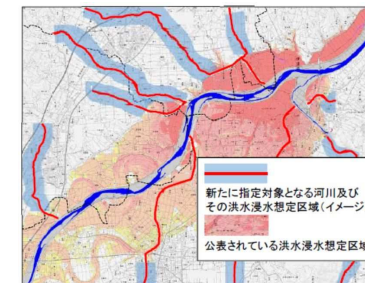 新たに指定対象となる河川及び
その洪水浸水想定区域(イメージ
公表されている洪水浸水想定区域